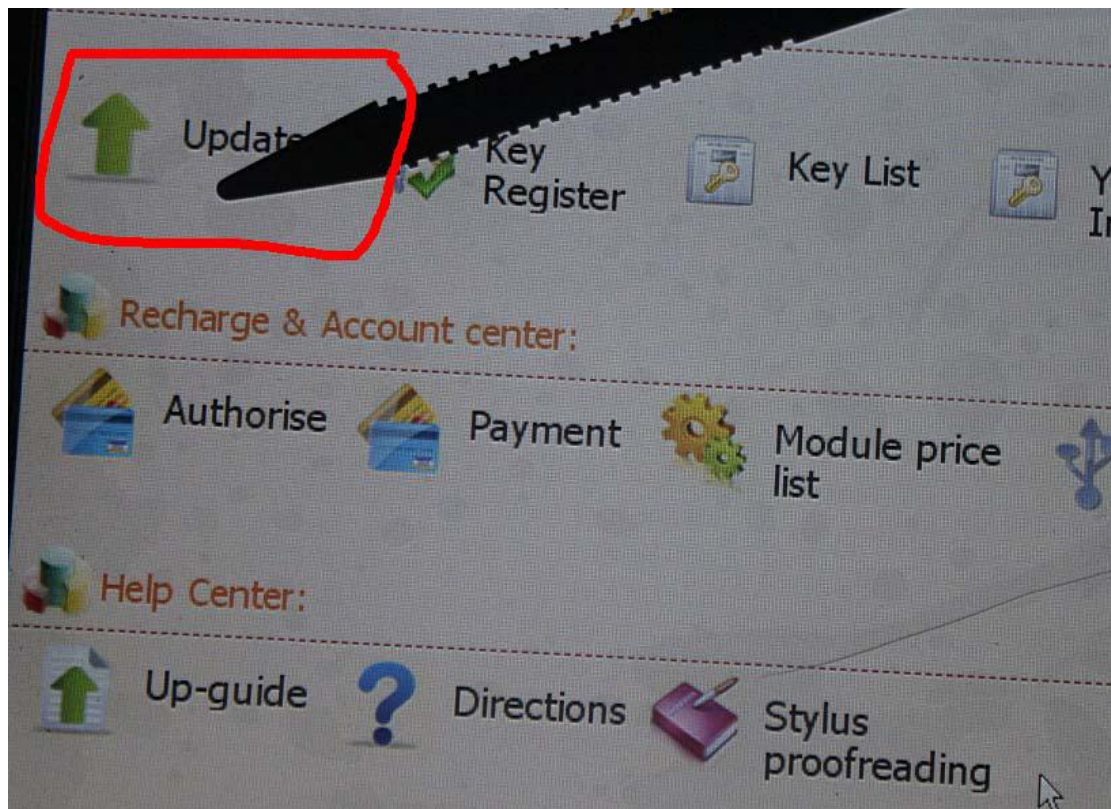 Update
Key
Register
Key List
Recharge & Account center:
Authorise
Payment
Module price
list
Help Center:
Up-guide
Directions
Stylus
proofreading